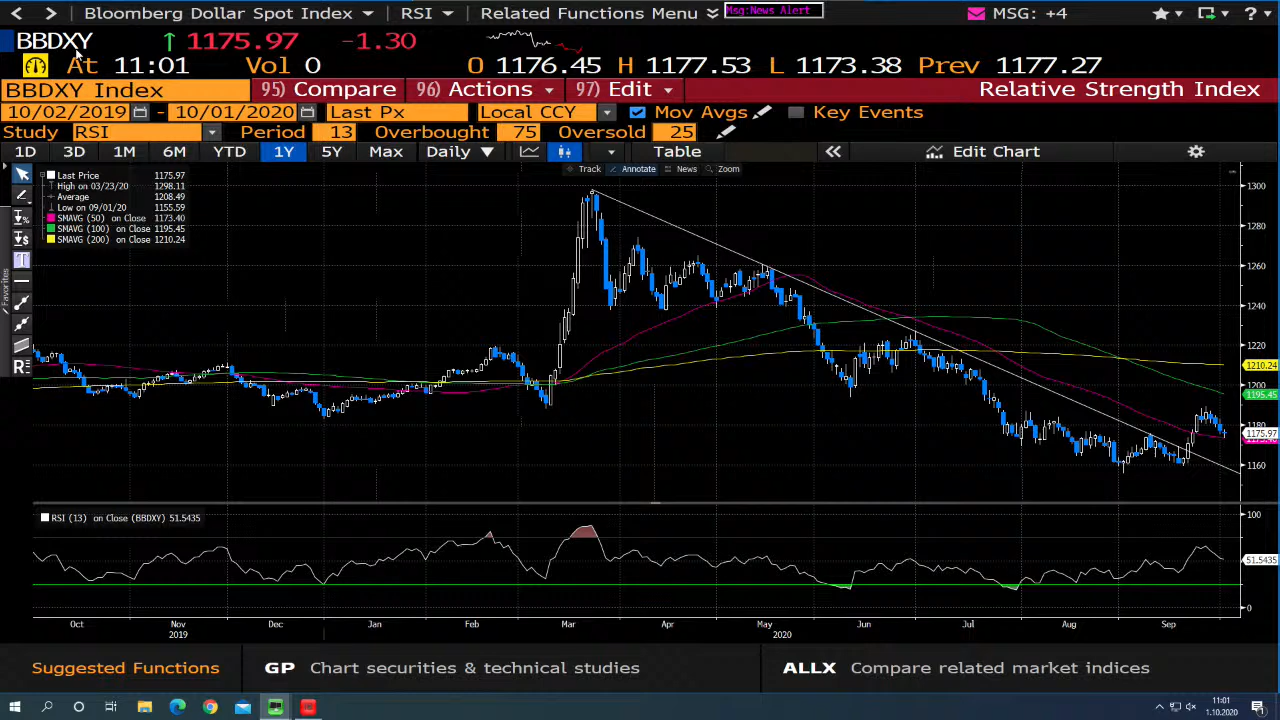 Bloomberg Dollar Spot Index RSI Related Functions Menu Msg:News Alert MSG: +4
BBDXY 1175.97 -1.30
At 11:01 Vol 0 O 1176.45 H 1177.53 L 1173.38 Prev 1177.27
BBDXY Index 95) Compare 96) Actions 97) Edit Relative Strength Index
10/02/2019 - 10/01/2020 Last Px Local CCY Mov Avgs Key Events
Study RSI Period 13 Overbought 75 Oversold 25
1D 3D 1M 6M YTD 1Y 5Y Max Daily Table Edit Chart
Track Annotate News Zoom
Last Price 1175.97
High on 03/23/20 1298.11
Average 1208.49
Low on 09/01/20 1155.59
SMAVG (50) on Close 1173.40
SMAVG (100) on Close 1195.45
SMAVG (200) on Close 1210.24
Favorites
1300
1280
1260
1240
1220
1210.24
1200
1195.45
1180
1175.97
1160
RSI (13) on Close (BBDXY) 51.5435
100
51.5435
0
Oct Nov Dec Jan Feb Mar Apr May Jun Jul Aug Sep
2019 2020
Suggested Functions GP Chart securities & technical studies ALLX Compare related market indices
11:01
1.10.2020